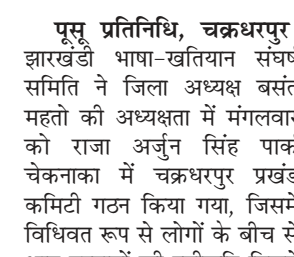 पूसू प्रतिनिधि, चक्रधरपुर
झारखंडी भाषा-खतियान संघर्ष
समिति ने जिला अध्यक्ष बसंत
महतो की अध्यक्षता में मंगलवार
को राजा अर्जुन सिंह पार्क
चेकनाका में चक्रधरपुर प्रखंड
कमिटी गठन किया गया, जिसमें
विधिवत रूप से लोगों के बीच से